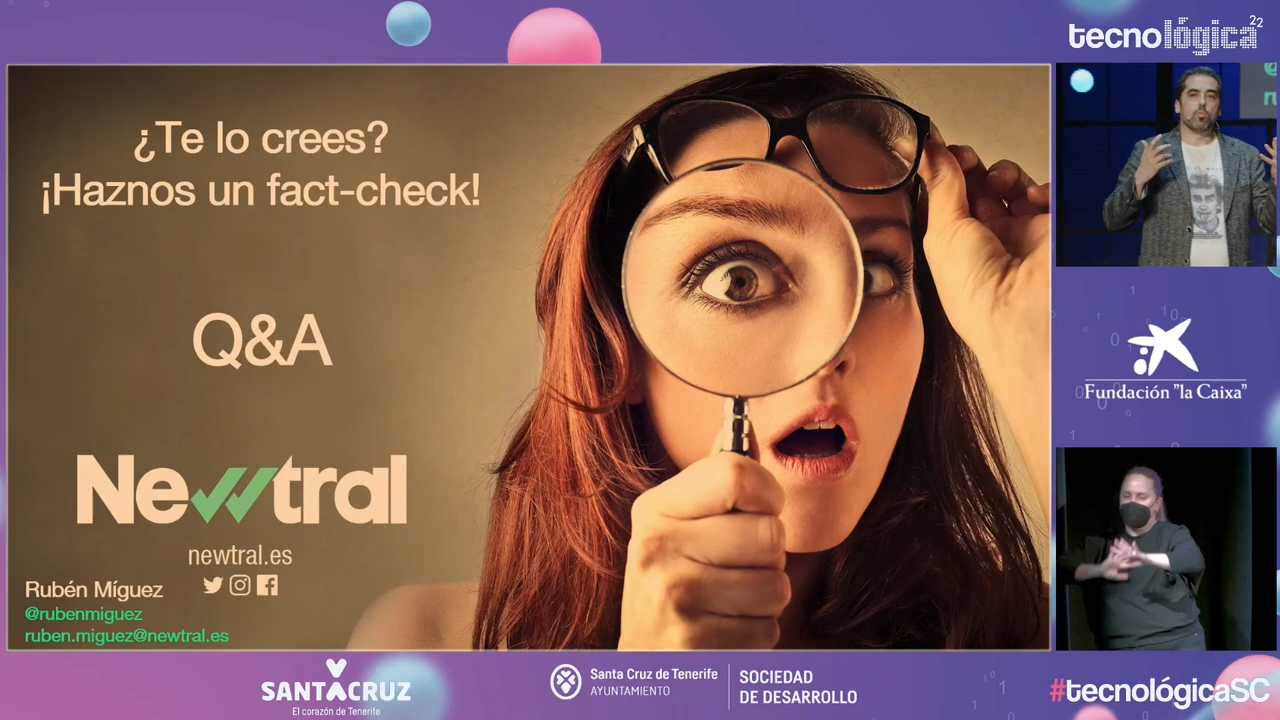 tecnológica22
¿Te lo crees?
¡Haznos un fact-check!
Q&A
Newtral
newtral.es
Rubén Míguez
@rubenmiguez
ruben.miguez@newtral.es
Fundación "la Caixa"
SANTACRUZ
El corazón de Tenerife
Santa Cruz de Tenerife
AYUNTAMIENTO
SOCIEDAD
DE DESARROLLO
#tecnológicaSC